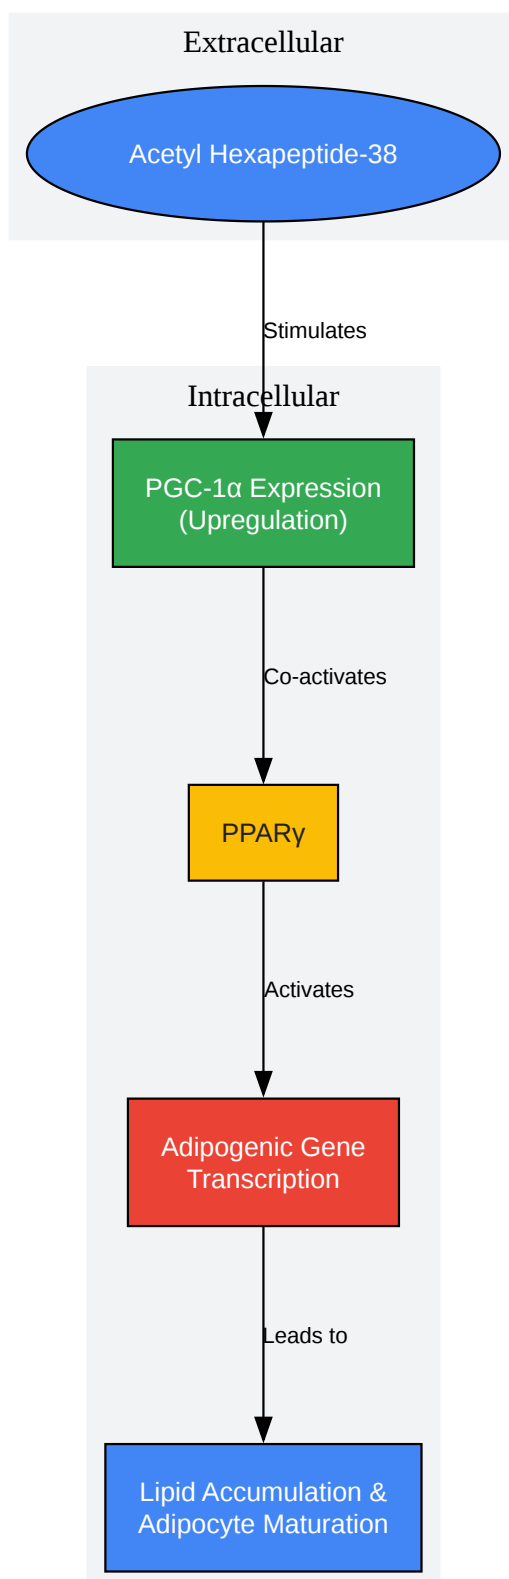 Extracellular
Acetyl Hexapeptide-38
Stimulates
Intracellular
PGC-1α Expression
(Upregulation)
Co-activates
PPARγ
Activates
Adipogenic Gene
Transcription
Leads to
Lipid Accumulation &
Adipocyte Maturation